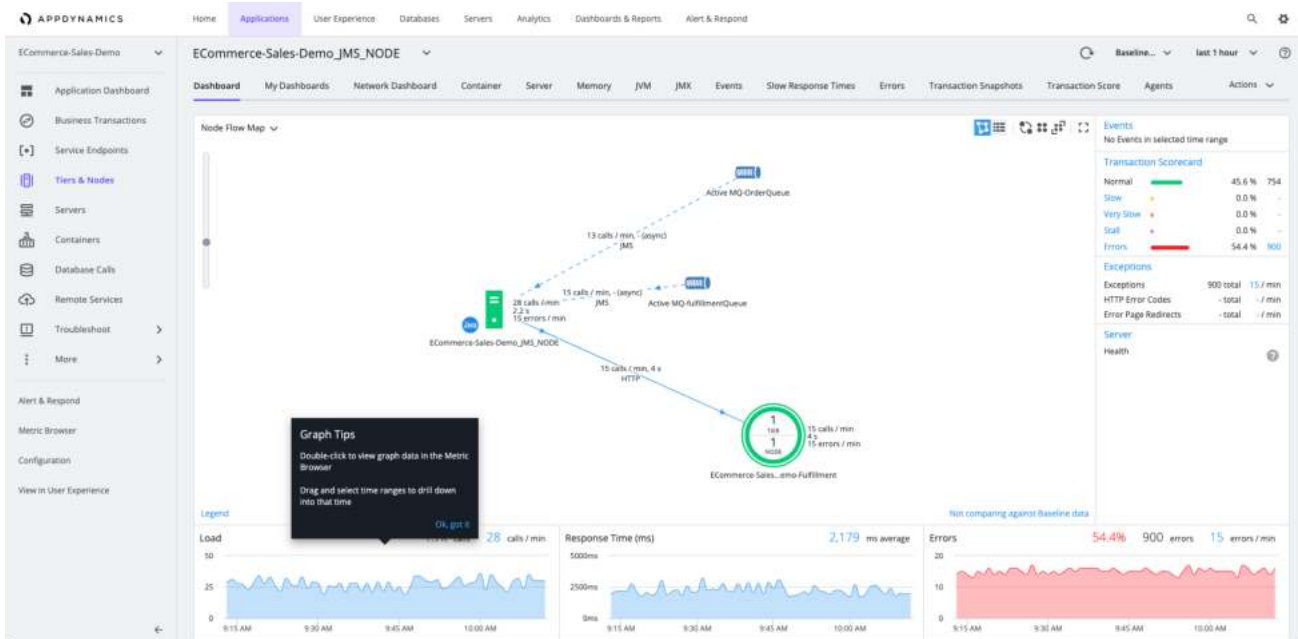 APPDYNAMICS
Home Applications User Experience Databases Servers Analytics Dashboards & Reports Alert & Respond
ECommerce-Sales-Demo
ECommerce-Sales-Demo_JMS_NODE
Baseline... last 1 hour
Dashboard My Dashboards Network Dashboard Container Server Memory JVM JMX Events Slow Response Times Errors Transaction Snapshots Transaction Score Agents Actions
Application Dashboard
Business Transactions
Service Endpoints
Tiers & Nodes
Servers
Containers
Database Calls
Remote Services
Troubleshoot
More
Alert & Respond
Metric Browser
Configuration
View in User Experience
Node Flow Map
Active MQ-OrderQueue
13 calls / min, - (async)
JMS
15 calls / min, - (async)
JMS
Active MQ-fulfillmentQueue
28 calls / min
2.2 s
15 errors / min
JMS
ECommerce-Sales-Demo_JMS_NODE
15 calls / min, 4 s
HTTP
1
TIER
1
NODE
15 calls / min
4 s
15 errors / min
ECommerce-Sales...emo-Fulfillment
Legend
Not comparing against Baseline data
Graph Tips
Double-click to view graph data in the Metric
Browser
Drag and select time ranges to drill down
into that time
Ok, got it
Events
No Events in selected time range
Transaction Scorecard
Normal 45.6 % 754
Slow 0.0 % -
Very Slow 0.0 % -
Stall 0.0 % -
Errors 54.4 % 900
Exceptions
Exceptions 900 total 15 / min
HTTP Error Codes - total - / min
Error Page Redirects - total - / min
Server
Health
Load 28 calls / min
50
25
0
9:15 AM 9:30 AM 9:45 AM 10:00 AM
Response Time (ms) 2,179 ms average
5000ms
2500ms
0ms
9:15 AM 9:30 AM 9:45 AM 10:00 AM
Errors 54.4% 900 errors 15 errors / min
20
10
0
9:15 AM 9:30 AM 9:45 AM 10:00 AM